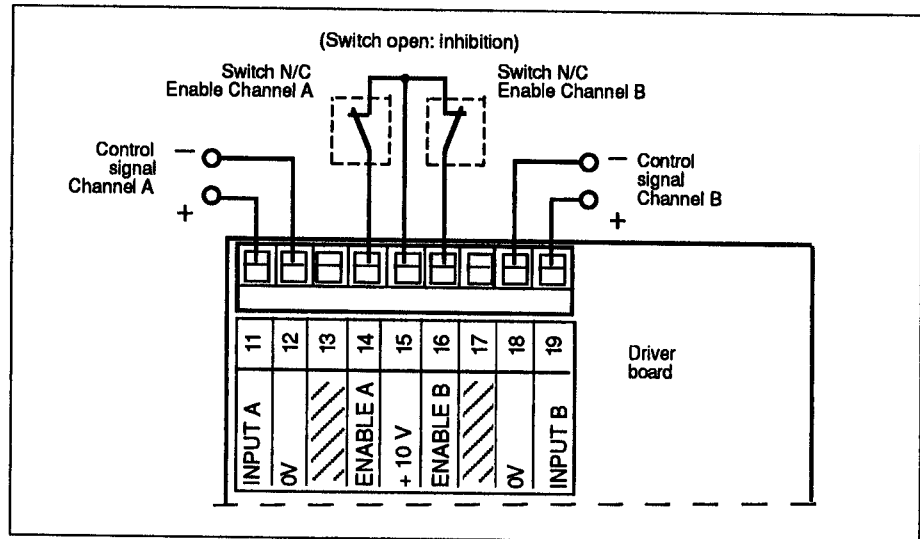 (Switch open: inhibition)
Switch N/C
Enable Channel A
Switch N/C
Enable Channel B
Control
signal
Channel A
−
+
−
+
Control
signal
Channel B
11
12
13
14
15
16
17
18
19
INPUT A
0V
ENABLE A
+ 10 V
ENABLE B
0V
INPUT B
Driver
board